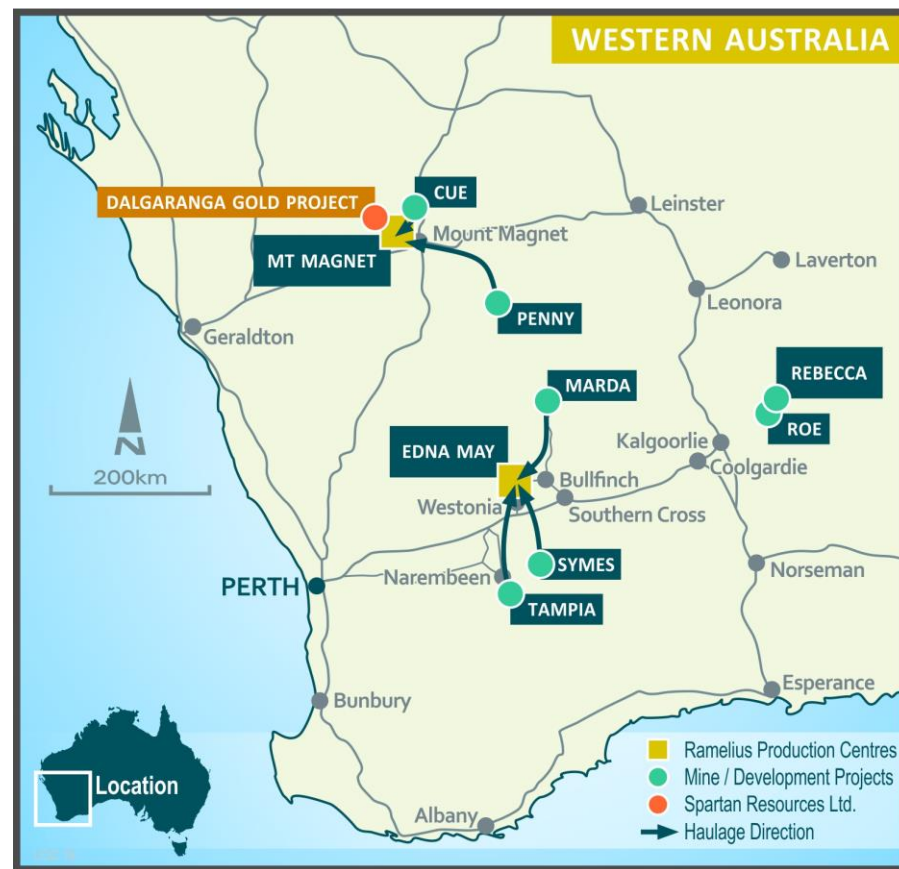 WESTERN AUSTRALIA
CUE
DALGARANGA GOLD PROJECT
Leinster
Mount Magnet
MT MAGNET
Laverton
Leonora
PENNY
Geraldton
REBECCA
MARDA
ROE
N
200km
EDNA MAY
Kalgoorlie
Coolgardie
Bullfinch
Westonia
Southern Cross
SYMES
Norseman
Narembeen
PERTH
TAMPIA
Esperance
Bunbury
Ramelius Production Centres
Mine / Development Projects
Spartan Resources Ltd.
Haulage Direction
Location
Albany